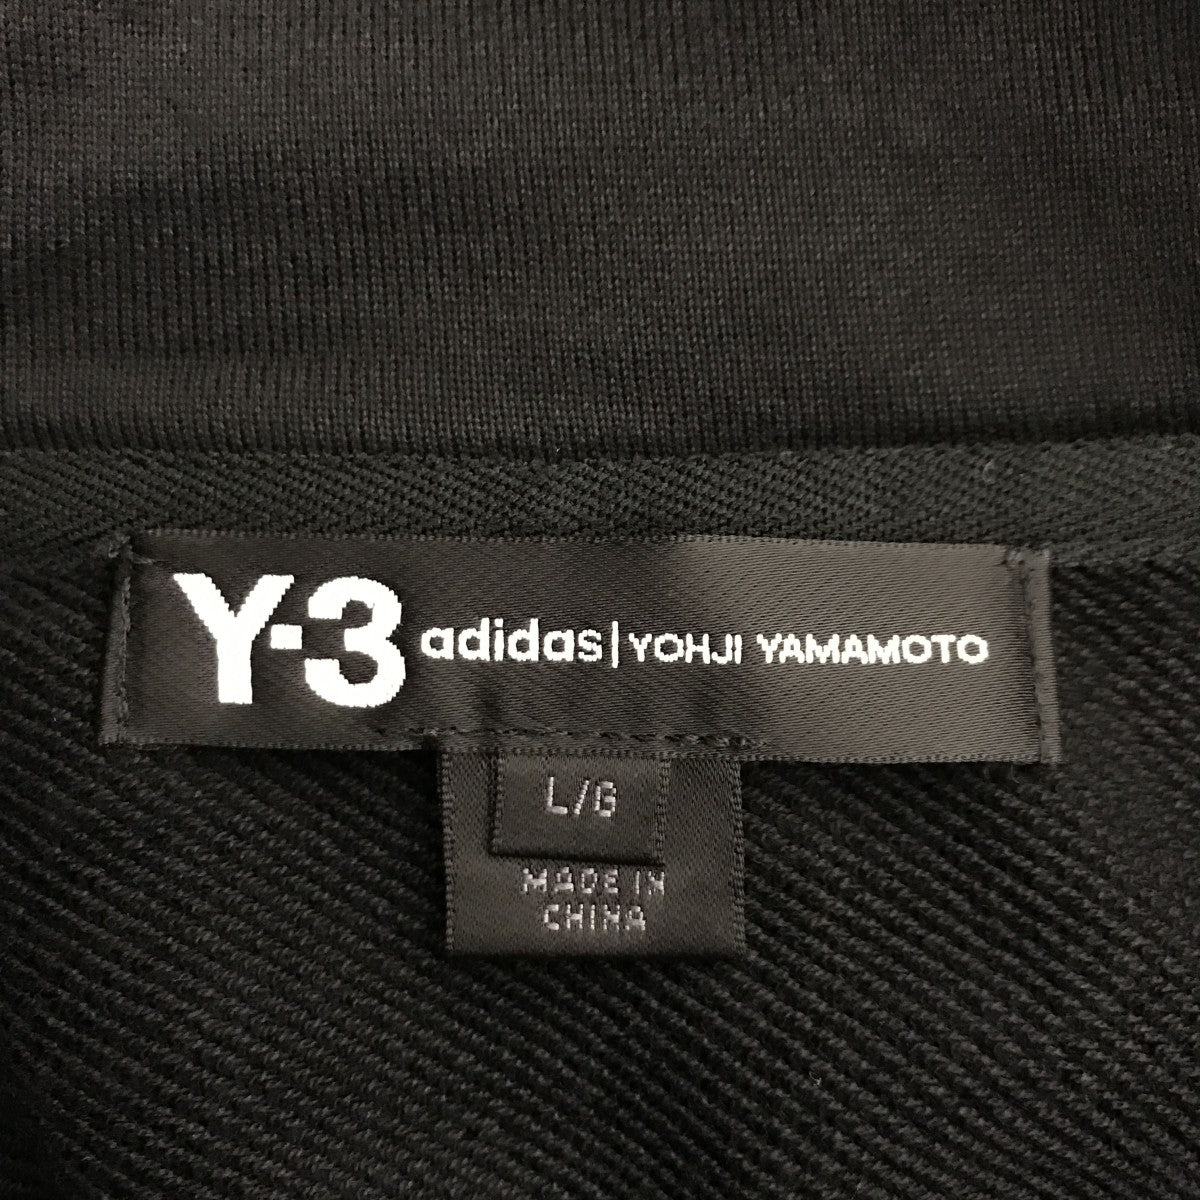 Y-3 adidas | YOHJI YAMAMOTO
L/G
MADE IN
CHINA